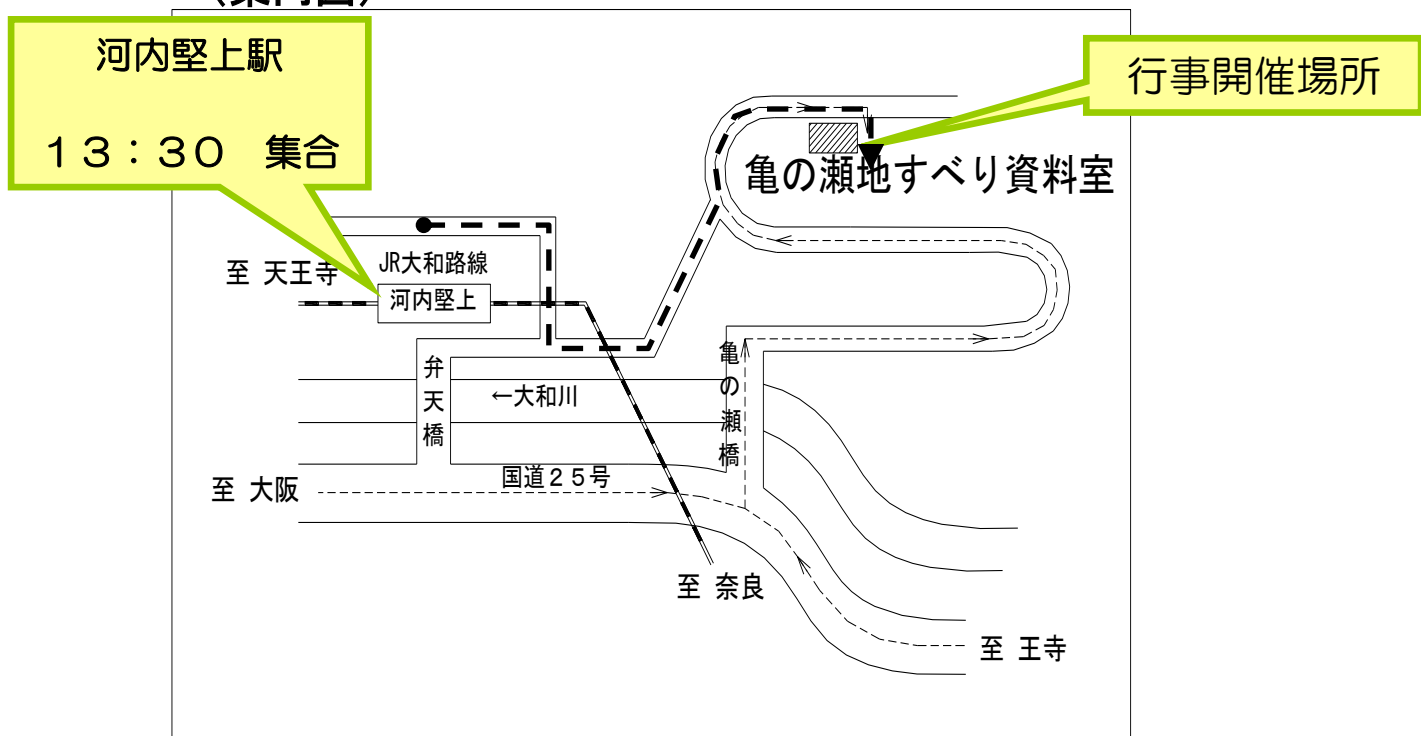 河内堅上駅
13:30 集合
行事開催場所
亀の瀬地すべり資料室
至 天王寺
JR大和路線
河内堅上
弁天橋
←大和川
亀の瀬橋
国道25号
至 大阪
至 奈良
至 王寺